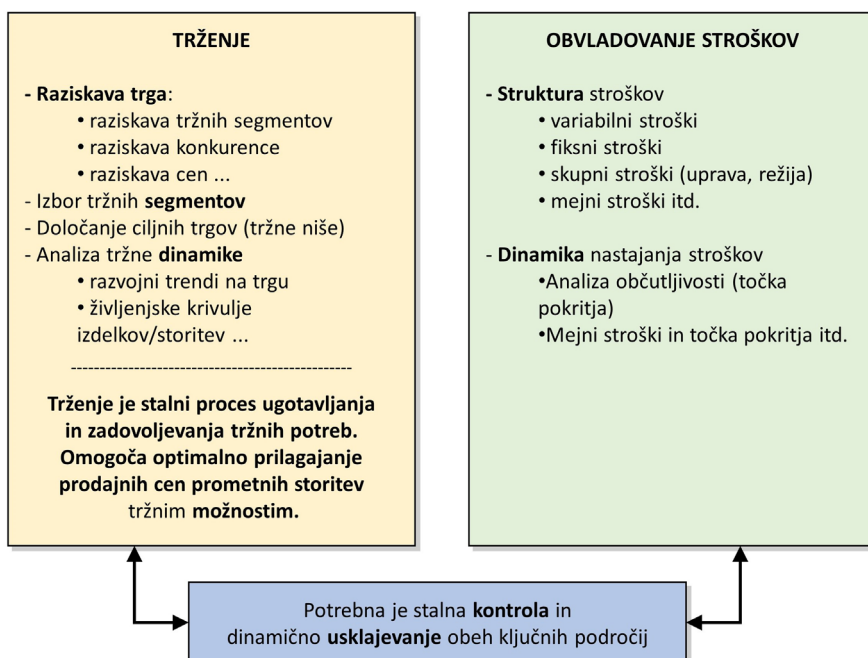 TRŽENJE
- Raziskava trga:
• raziskava tržnih segmentov
• raziskava konkurence
• raziskava cen ...
- Izbor tržnih segmentov
- Določanje ciljnih trgov (tržne niše)
- Analiza tržne dinamike
• razvojni trendi na trgu
• življenjske krivulje
izdelkov/storitev ...
-------------------------------------------------
Trženje je stalni proces ugotavljanja
in zadovoljevanja tržnih potreb.
Omogoča optimalno prilagajanje
prodajnih cen prometnih storitev
tržnim možnostim.
OBVLADOVANJE STROŠKOV
- Struktura stroškov
• variabilni stroški
• fiksni stroški
• skupni stroški (uprava, režija)
• mejni stroški itd.
- Dinamika nastajanja stroškov
•Analiza občutljivosti (točka
pokritja)
•Mejni stroški in točka pokritja itd.
Potrebna je stalna kontrola in
dinamično usklajevanje obeh ključnih področij